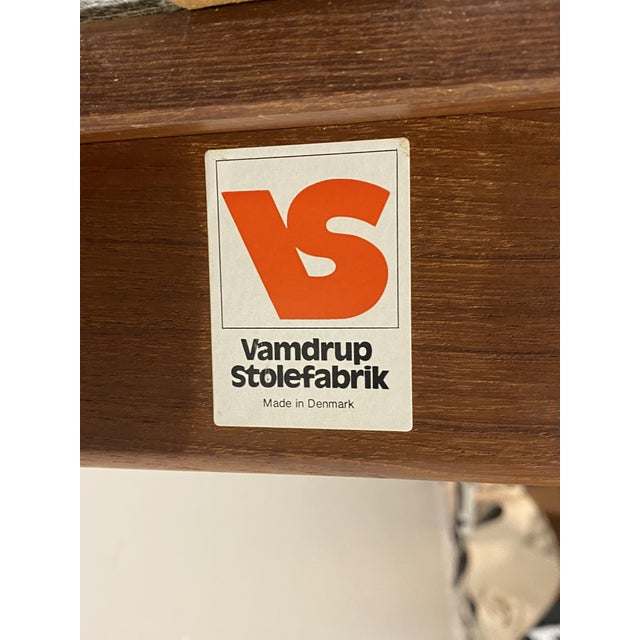 VS
Vamdrup
Stolefabrik
Made in Denmark